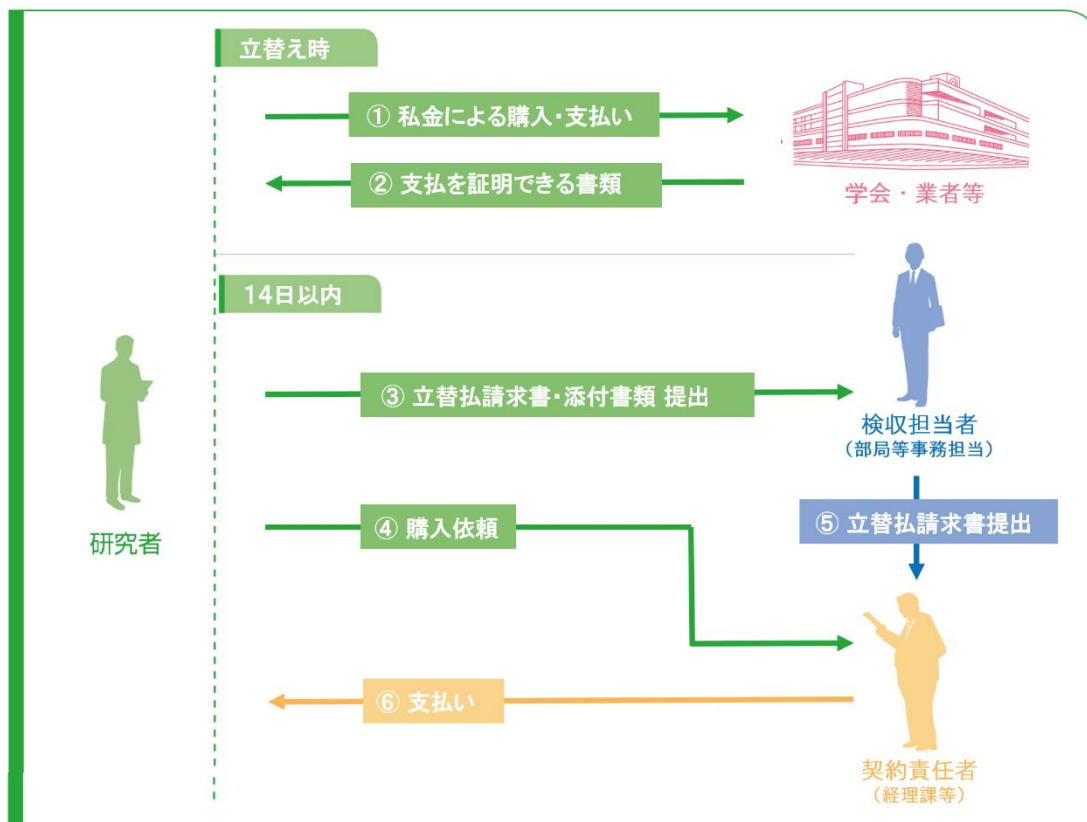 立替え時
① 私金による購入・支払い
② 支払を証明できる書類
学会・業者等
14日以内
③ 立替払請求書・添付書類 提出
検収担当者
（部局等事務担当）
④ 購入依頼
⑤ 立替払請求書提出
研究者
⑥ 支払い
契約責任者
（経理課等）